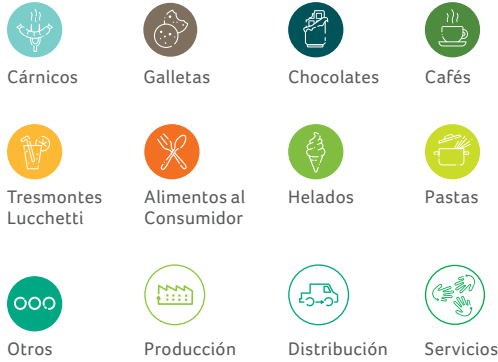 Cárnicos
Galletas
Chocolates
Cafés
Tresmontes
Lucchetti
Alimentos al
Consumidor
Helados
Pastas
Otros
Producción
Distribución
Servicios